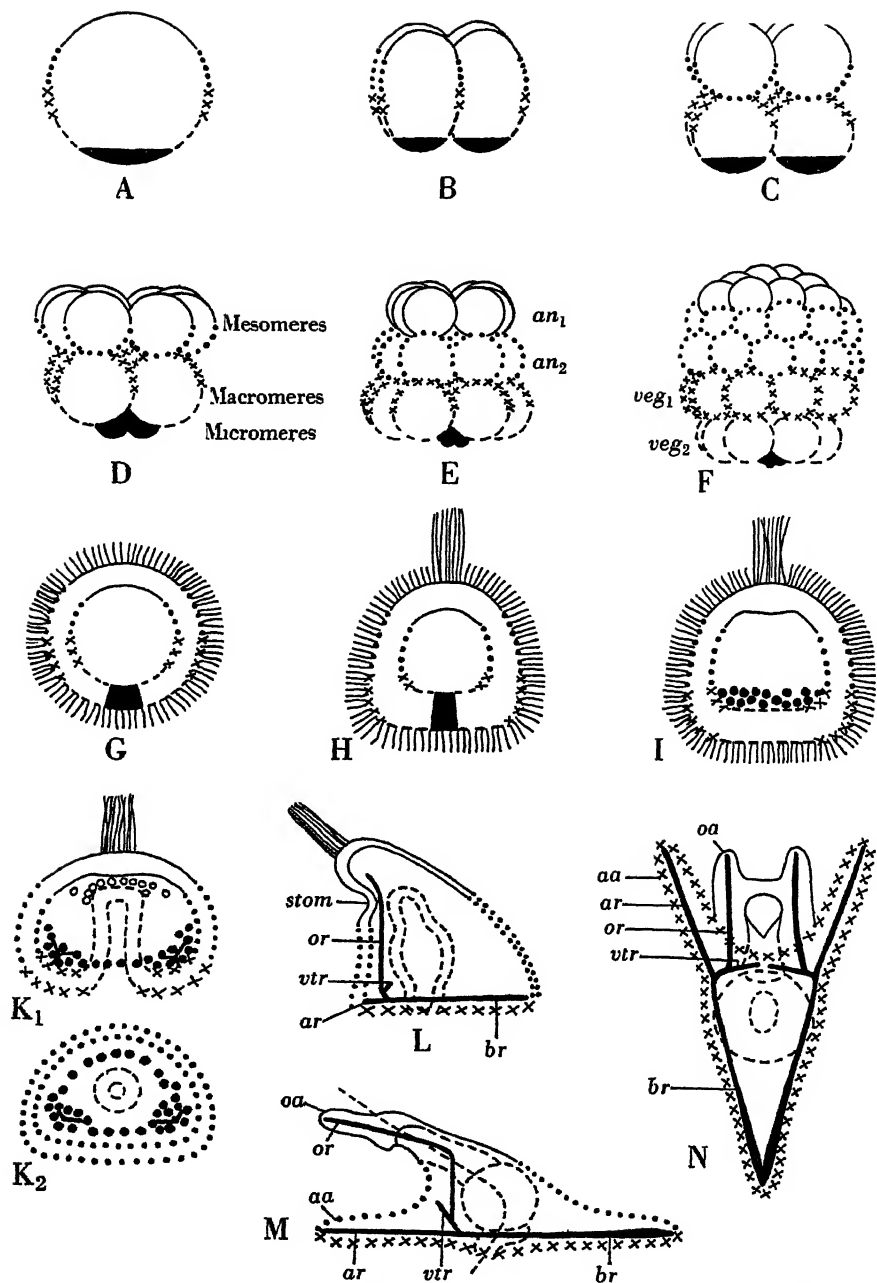 A
B
C
Mesomeres
Macromeres
Micromeres
D
an1
an2
E
veg1
veg2
F
G
H
I
K1
K2
stom
or
vtr
ar
br
L
oa
or
aa
ar
vtr
br
M
oa
aa
ar
or
vtr
br
N